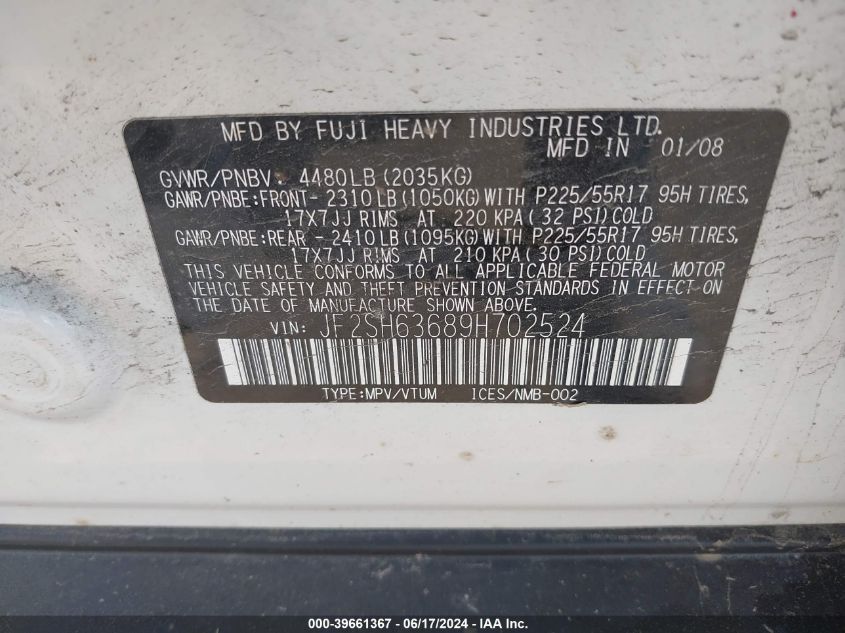 MFD BY FUJI HEAVY INDUSTRIES LTD.
MFD IN 01/08
GVWR/PNBV: 4480LB(2035KG)
GAWR/PNBE:FRONT- 2310LB(1050KG)WITH P225/55R17 95H TIRES,
17X7JJ RIMS AT 220 KPA(32 PSI)COLD
GAWR/PNBE:REAR - 2410LB(1095KG)WITH P225/55R17 95H TIRES,
17X7JJ RIMS AT 210 KPA(30 PSI)COLD
THIS VEHICLE CONFORMS TO ALL APPLICABLE FEDERAL MOTOR
VEHICLE SAFETY AND THEFT PREVENTION STANDARDS IN EFFECT ON
THE DATE OF MANUFACTURE SHOWN ABOVE.
VIN: JF2SH63689H702524
TYPE:MPV/VTUM ICES/NMB-002
000-39661367 - 06/17/2024 - IAA Inc.